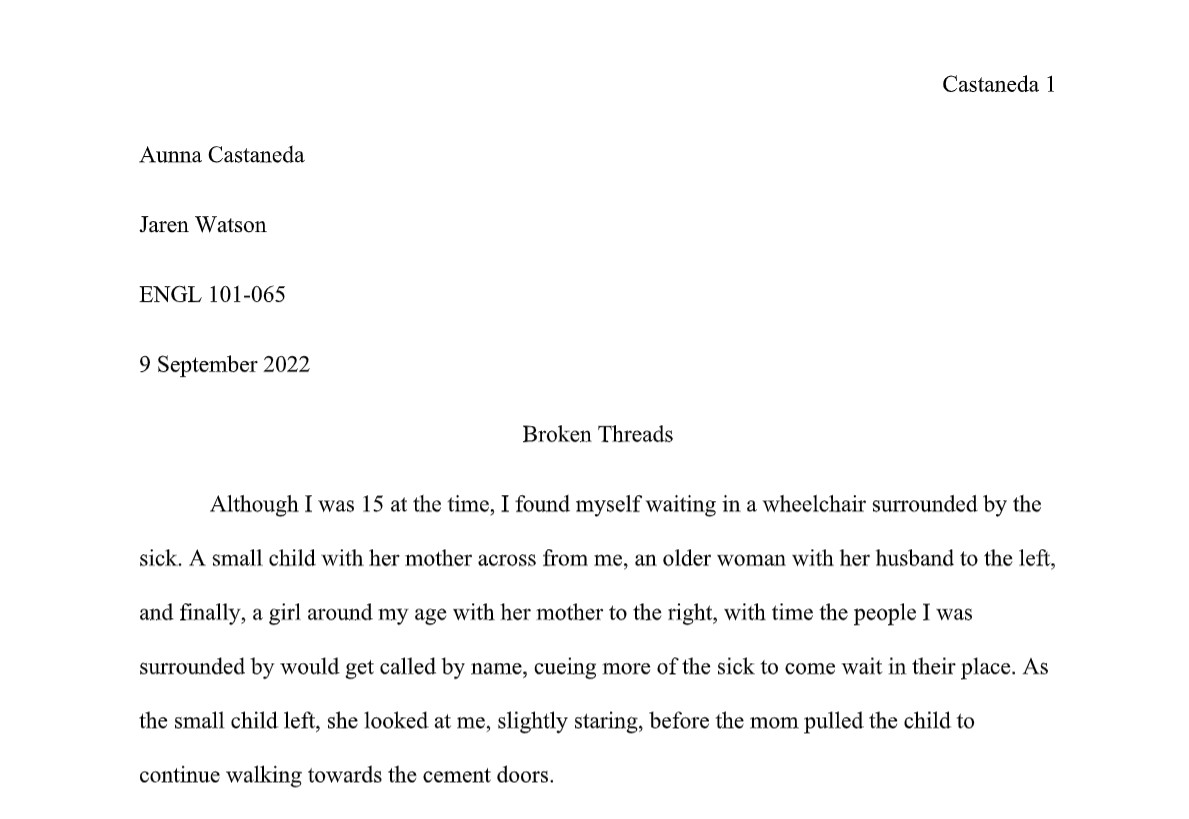 Castaneda 1
Aunna Castaneda
Jaren Watson
ENGL 101-065
9 September 2022
Broken Threads
Although I was 15 at the time, I found myself waiting in a wheelchair surrounded by the
sick. A small child with her mother across from me, an older woman with her husband to the left,
and finally, a girl around my age with her mother to the right, with time the people I was
surrounded by would get called by name, cueing more of the sick to come wait in their place. As
the small child left, she looked at me, slightly staring, before the mom pulled the child to
continue walking towards the cement doors.